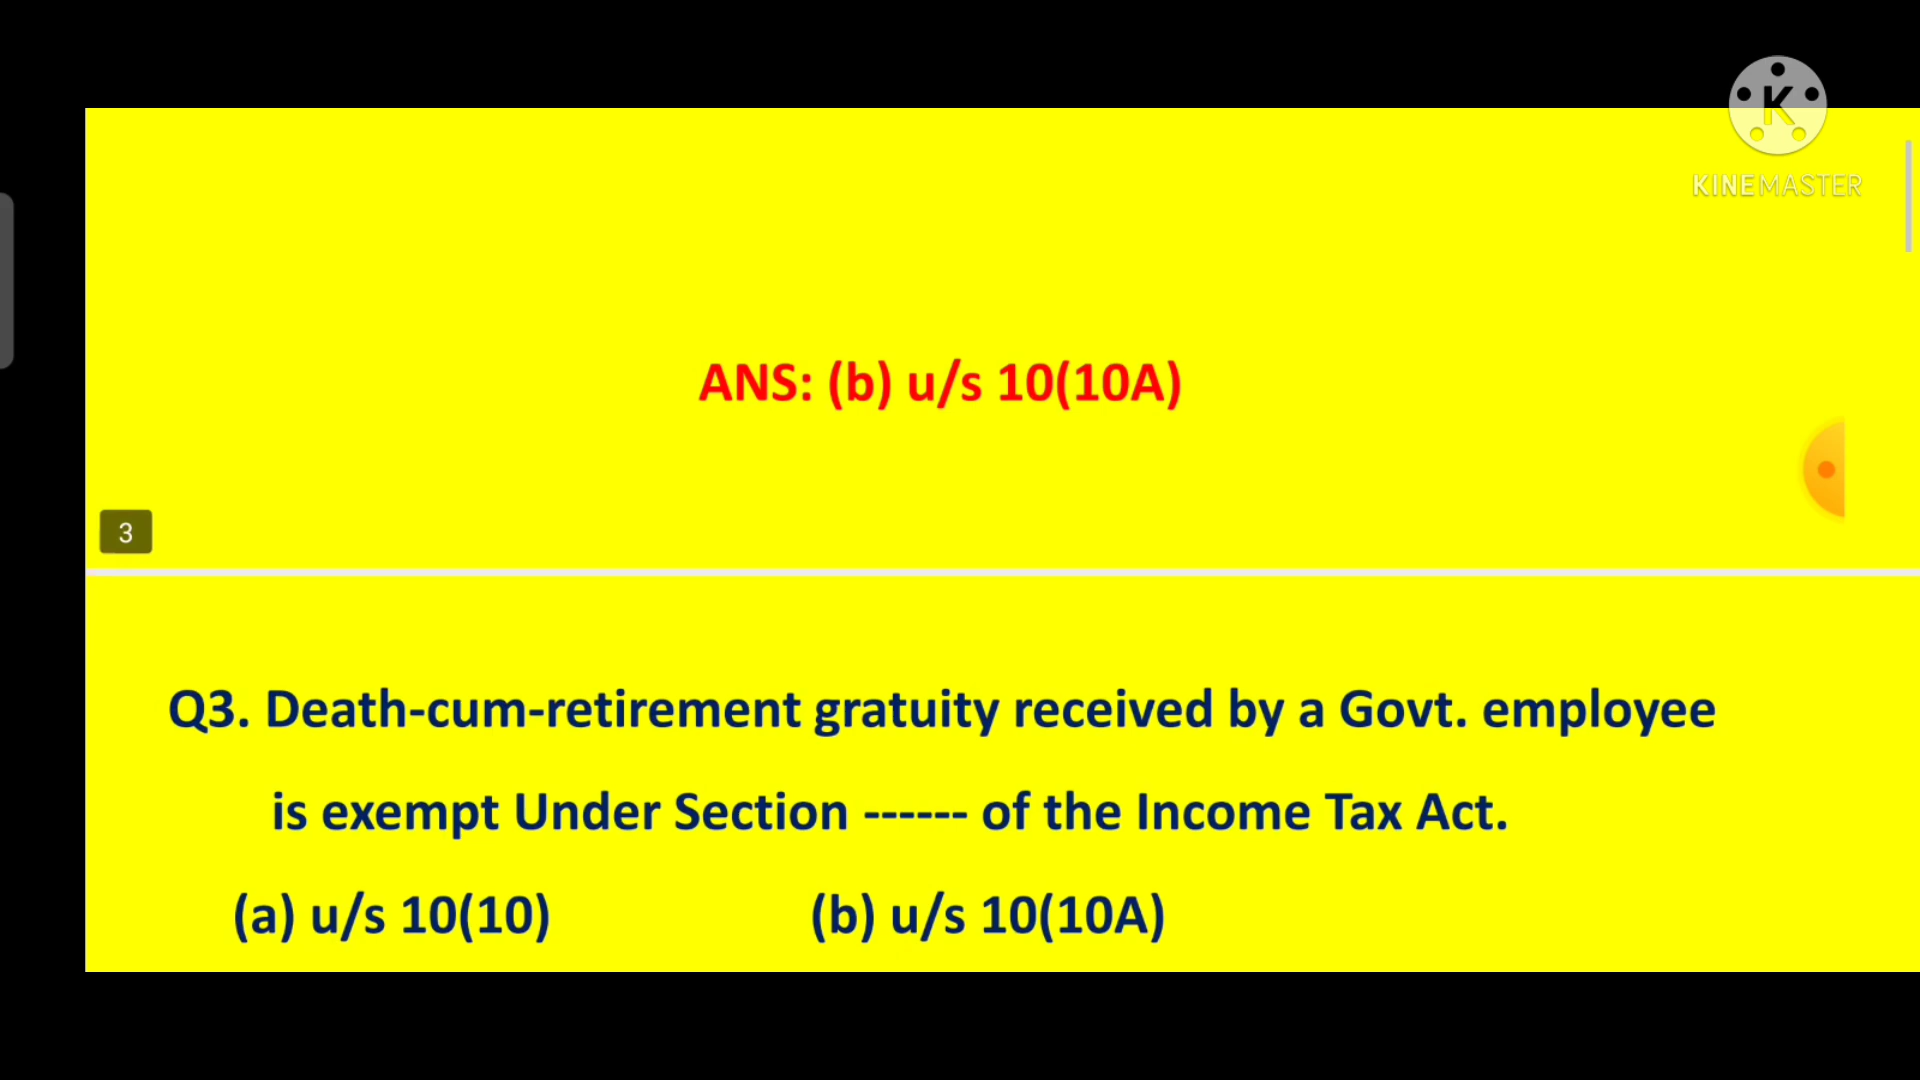 K
KINEMASTER
ANS: (b) u/s 10(10A)
3
Q3. Death-cum-retirement gratuity received by a Govt. employee
is exempt Under Section ------ of the Income Tax Act.
(a) u/s 10(10) (b) u/s 10(10A)